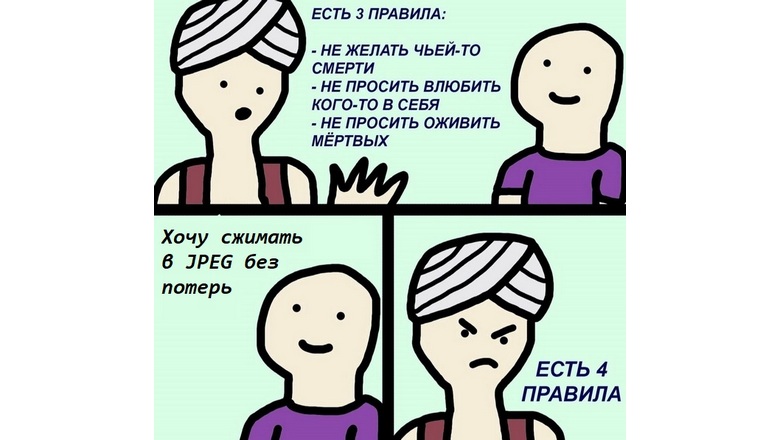 ЕСТЬ 3 ПРАВИЛА:
- НЕ ЖЕЛАТЬ ЧЬЕЙ-ТО
СМЕРТИ
- НЕ ПРОСИТЬ ВЛЮБИТЬ
КОГО-ТО В СЕБЯ
- НЕ ПРОСИТЬ ОЖИВИТЬ
МЁРТВЫХ
Хочу сжимать
в JPEG без
потерь
ЕСТЬ 4
ПРАВИЛА